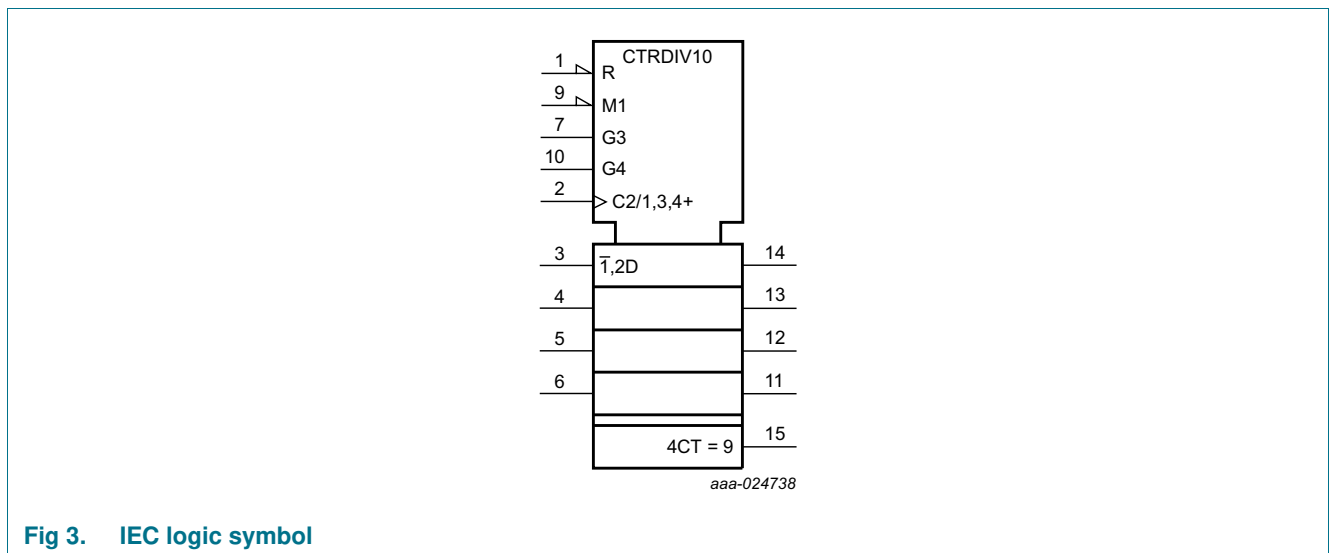 CTRDIV10
1 R
9 M1
7 G3
10 G4
2 C2/1,3,4+
3 1̅,2D 14
4 13
5 12
6 11
4CT = 9 15
aaa-024738
Fig 3. IEC logic symbol